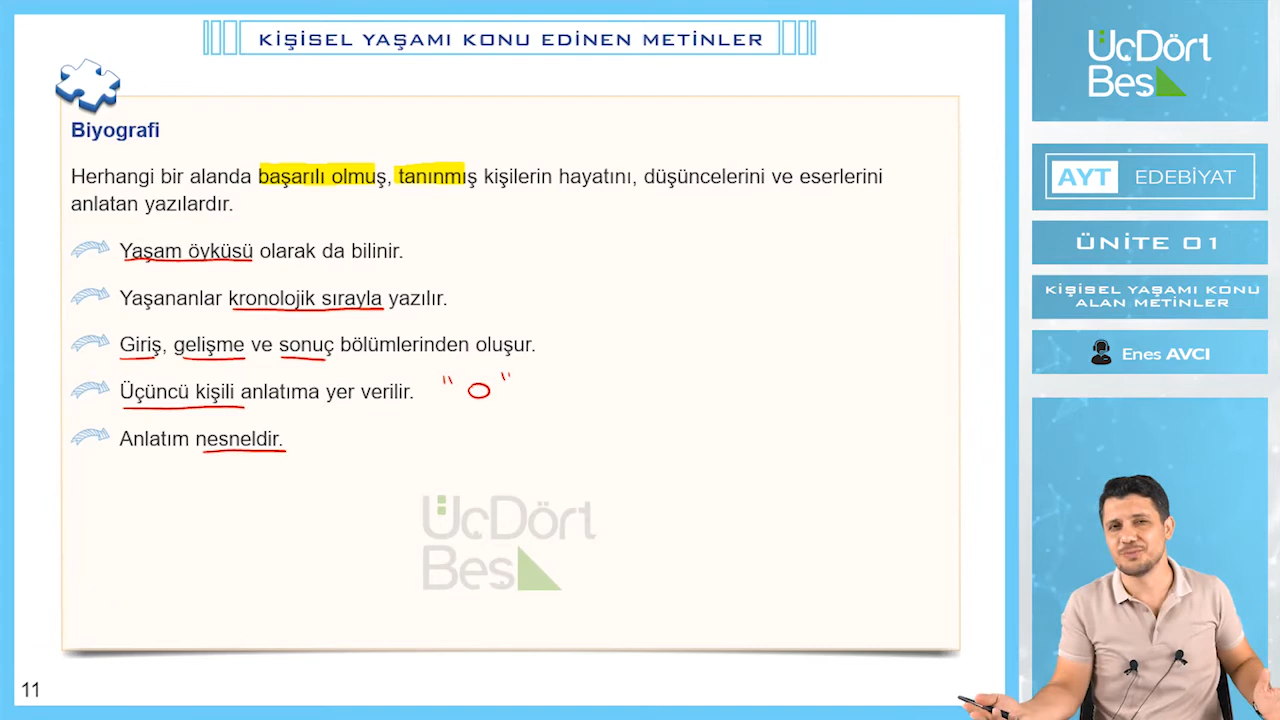 KİŞİSEL YAŞAMI KONU EDİNEN METİNLER
Biyografi
Herhangi bir alanda başarılı olmuş, tanınmış kişilerin hayatını, düşüncelerini ve eserlerini
anlatan yazılardır.
Yaşam öyküsü olarak da bilinir.
Yaşananlar kronolojik sırayla yazılır.
Giriş, gelişme ve sonuç bölümlerinden oluşur.
Üçüncü kişili anlatıma yer verilir. "O"
Anlatım nesneldir.
ÜçDört
Beş
11
ÜçDört
Beş
AYT EDEBİYAT
ÜNİTE 01
KİŞİSEL YAŞAMI KONU
ALAN METİNLER
Enes AVCI